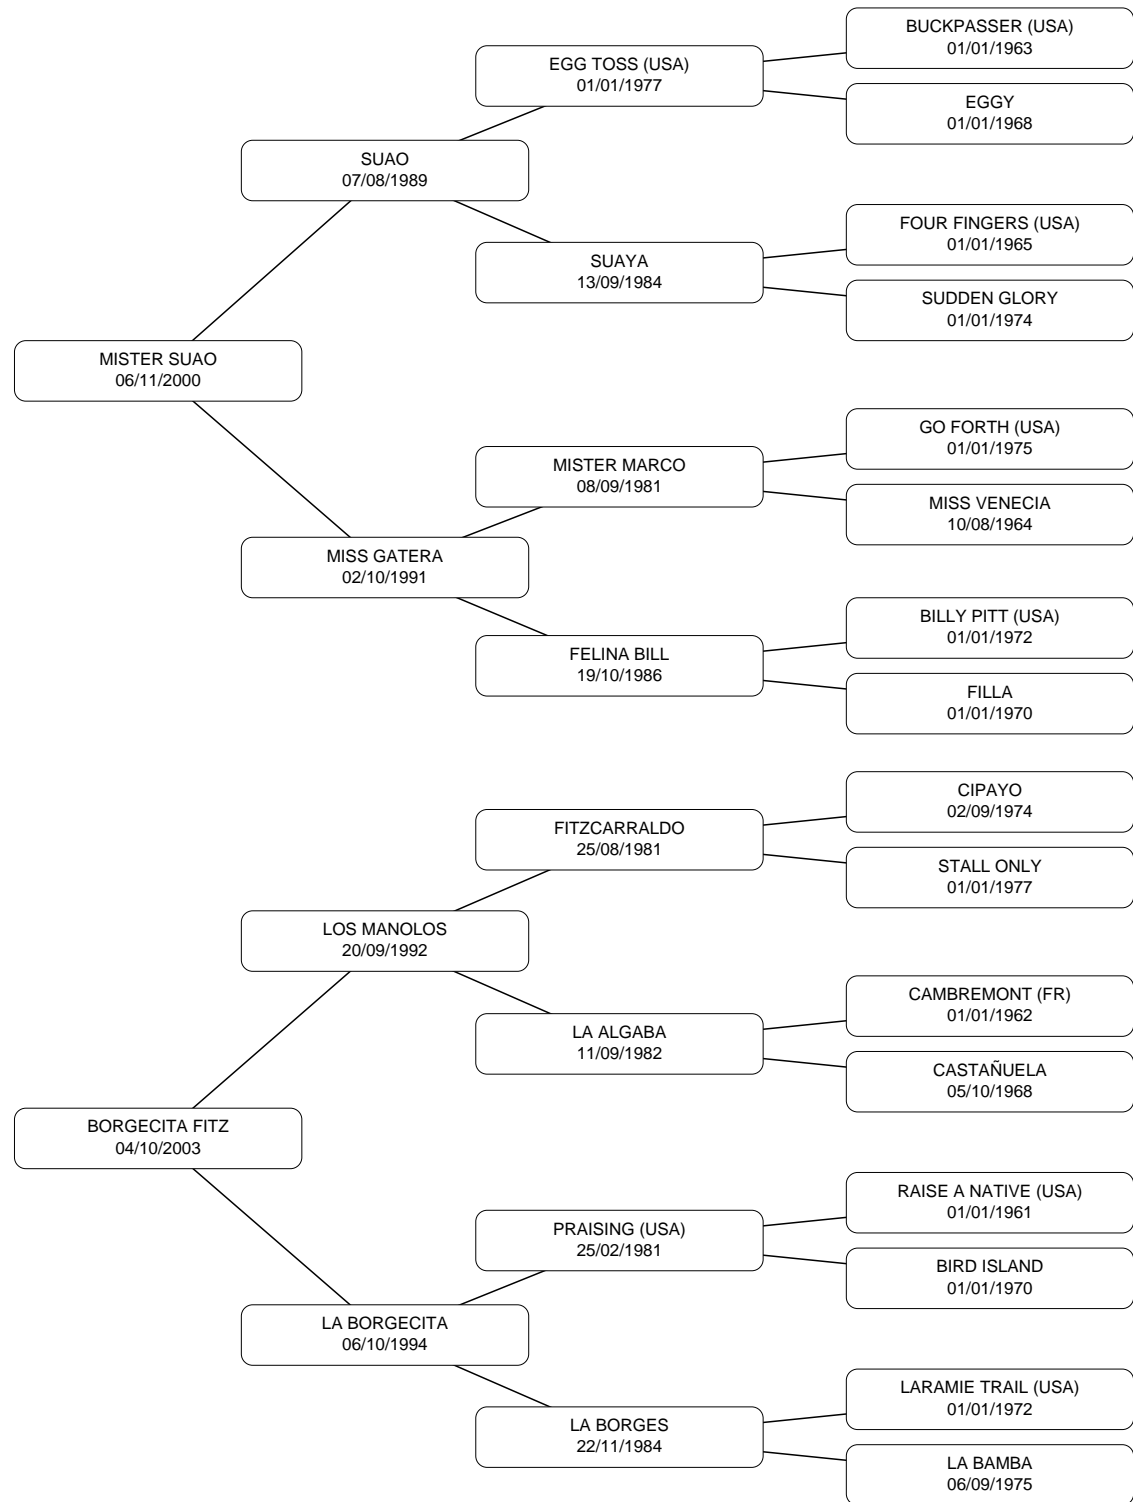 BUCKPASSER (USA)
01/01/1963
EGG TOSS (USA)
01/01/1977
EGGY
01/01/1968
SUAO
07/08/1989
FOUR FINGERS (USA)
01/01/1965
SUAYA
13/09/1984
SUDDEN GLORY
01/01/1974
MISTER SUAO
06/11/2000
GO FORTH (USA)
01/01/1975
MISTER MARCO
08/09/1981
MISS VENECIA
10/08/1964
MISS GATERA
02/10/1991
BILLY PITT (USA)
01/01/1972
FELINA BILL
19/10/1986
FILLA
01/01/1970
CIPAYO
02/09/1974
FITZCARRALDO
25/08/1981
STALL ONLY
01/01/1977
LOS MANOLOS
20/09/1992
CAMBREMONT (FR)
01/01/1962
LA ALGABA
11/09/1982
CASTAÑUELA
05/10/1968
BORGECITA FITZ
04/10/2003
RAISE A NATIVE (USA)
01/01/1961
PRAISING (USA)
25/02/1981
BIRD ISLAND
01/01/1970
LA BORGECITA
06/10/1994
LARAMIE TRAIL (USA)
01/01/1972
LA BORGES
22/11/1984
LA BAMBA
06/09/1975